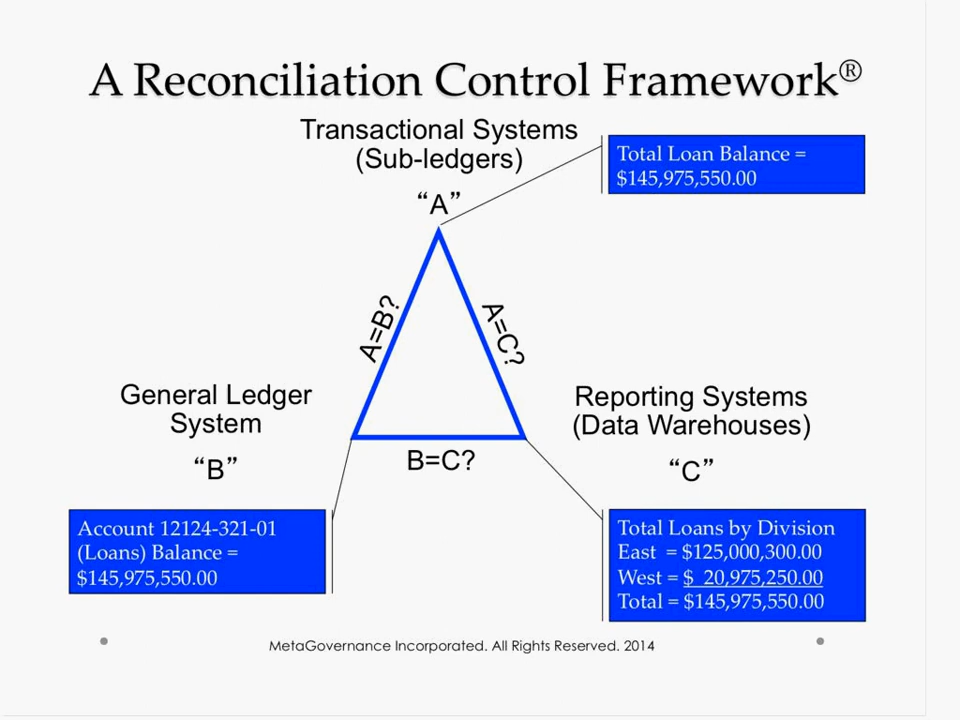 A Reconciliation Control Framework®
Transactional Systems
(Sub-ledgers)
“A”
Total Loan Balance =
$145,975,550.00
A=B?
A=C?
General Ledger
System
“B”
B=C?
Reporting Systems
(Data Warehouses)
“C”
Account 12124-321-01
(Loans) Balance =
$145,975,550.00
Total Loans by Division
East = $125,000,300.00
West = $ 20,975,250.00
Total = $145,975,550.00
MetaGovernance Incorporated. All Rights Reserved. 2014